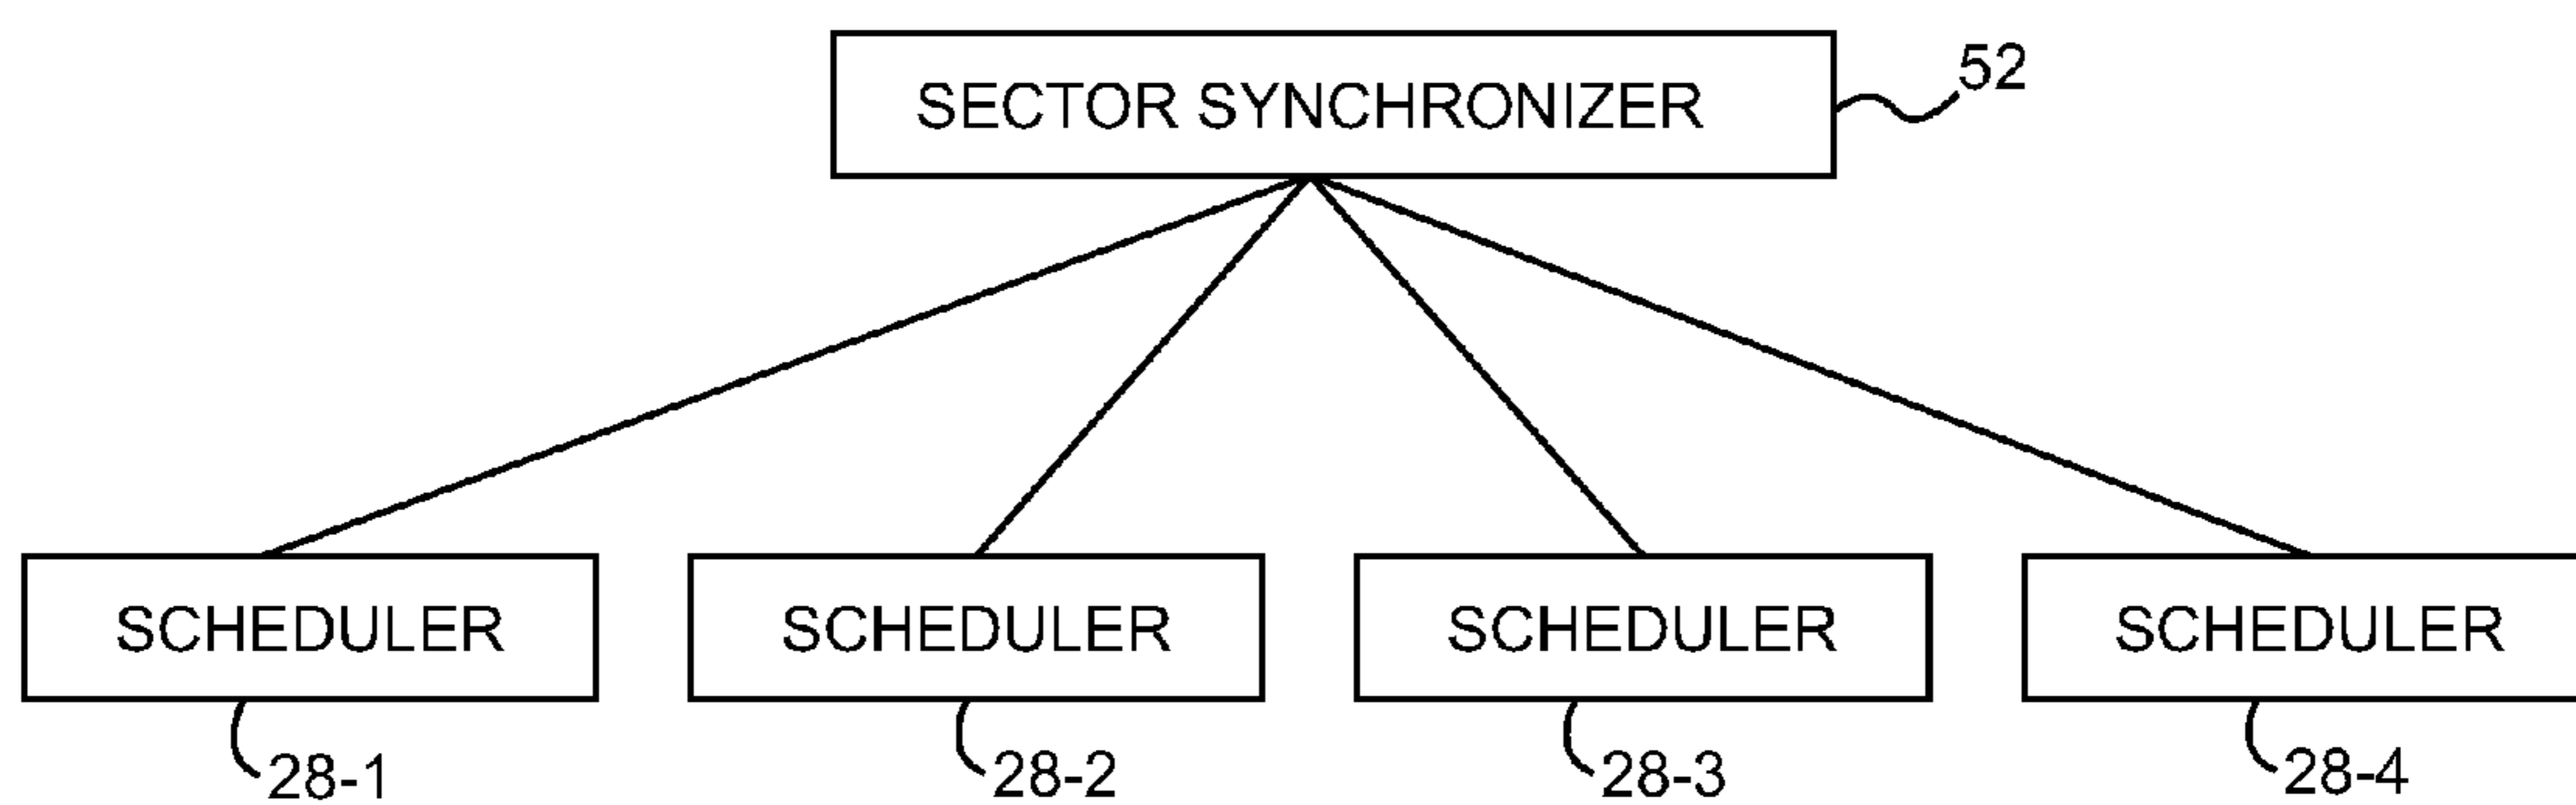 SECTOR SYNCHRONIZER
52
SCHEDULER SCHEDULER SCHEDULER SCHEDULER
28-1 28-2 28-3 28-4